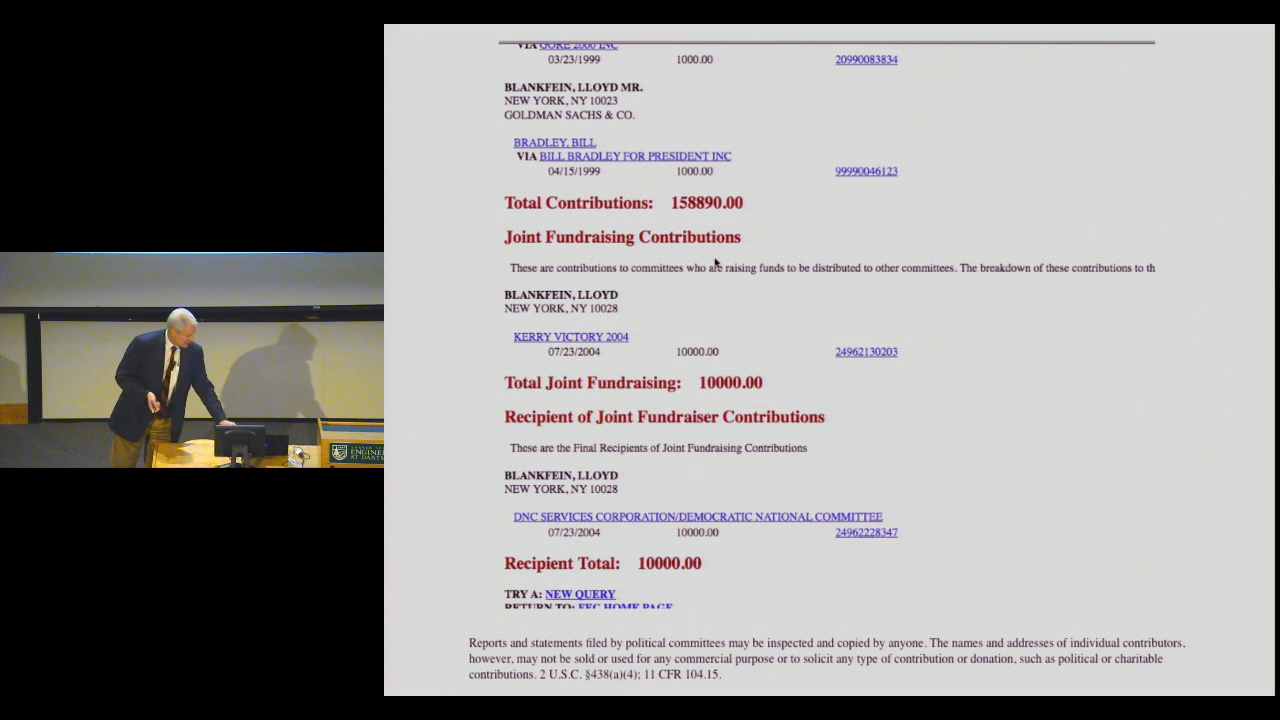 VIA GORE 2000 INC
03/23/1999 1000.00 20990083834
BLANKFEIN, LLOYD MR.
NEW YORK, NY 10023
GOLDMAN SACHS & CO.
BRADLEY, BILL
VIA BILL BRADLEY FOR PRESIDENT INC
04/15/1999 1000.00 99990046123
Total Contributions: 158890.00
Joint Fundraising Contributions
These are contributions to committees who are raising funds to be distributed to other committees. The breakdown of these contributions to th
BLANKFEIN, LLOYD
NEW YORK, NY 10028
KERRY VICTORY 2004
07/23/2004 10000.00 24962130203
Total Joint Fundraising: 10000.00
Recipient of Joint Fundraiser Contributions
These are the Final Recipients of Joint Fundraising Contributions
BLANKFEIN, LLOYD
NEW YORK, NY 10028
DNC SERVICES CORPORATION/DEMOCRATIC NATIONAL COMMITTEE
07/23/2004 10000.00 24962228347
Recipient Total: 10000.00
TRY A: NEW QUERY
RETURN TO: FEC HOME PAGE
Reports and statements filed by political committees may be inspected and copied by anyone. The names and addresses of individual contributors,
however, may not be sold or used for any commercial purpose or to solicit any type of contribution or donation, such as political or charitable
contributions. 2 U.S.C. §438(a)(4); 11 CFR 104.15.